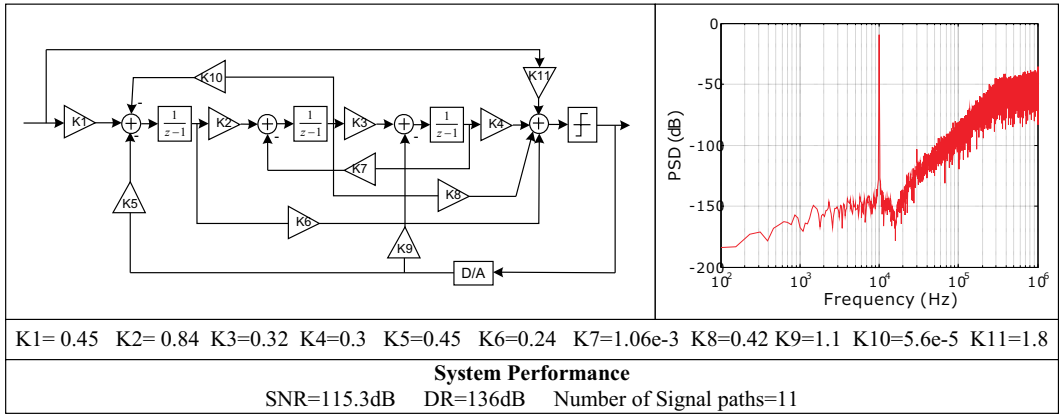 K10
K11
K1
-
+
-
1
z−1
K2
+
-
1
z−1
K3
+
-
1
z−1
K4
+
K7
K8
K5
K6
K9
D/A
0
-50
-100
-150
-200
PSD (dB)
10² 10³ 10⁴ 10⁵ 10⁶
Frequency (Hz)
K1= 0.45 K2= 0.84 K3=0.32 K4=0.3 K5=0.45 K6=0.24 K7=1.06e-3 K8=0.42 K9=1.1 K10=5.6e-5 K11=1.8
System Performance
SNR=115.3dB DR=136dB Number of Signal paths=11